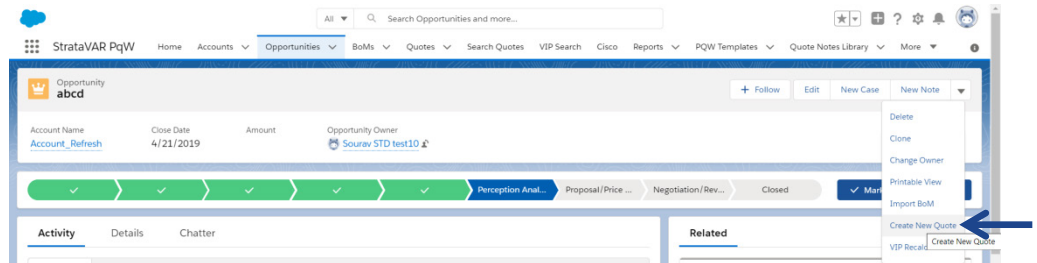 All
Search Opportunities and more...
StrataVAR PqW Home Accounts Opportunities BoMs Quotes Search Quotes VIP Search Cisco Reports PQW Templates Quote Notes Library More
Opportunity
abcd
+ Follow Edit New Case New Note
Account Name Close Date Amount Opportunity Owner
Account_Refresh 4/21/2019 Sourav STD test10
Delete
Clone
Change Owner
Printable View
Import BoM
Create New Quote
VIP Recalc
Create New Quote
Perception Anal... Proposal/Price ... Negotiation/Rev... Closed Mar
Activity Details Chatter
Related